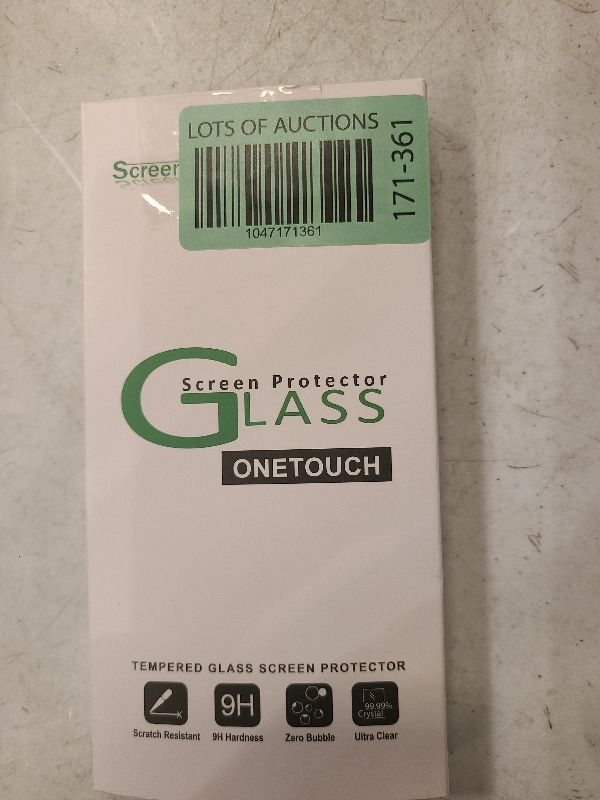 LOTS OF AUCTIONS
1047171361
171-361
Screen
Screen Protector
GLASS
ONETOUCH
TEMPERED GLASS SCREEN PROTECTOR
9H
99.99%
Crystal
Scratch Resistant 9H Hardness Zero Bubble Ultra Clear